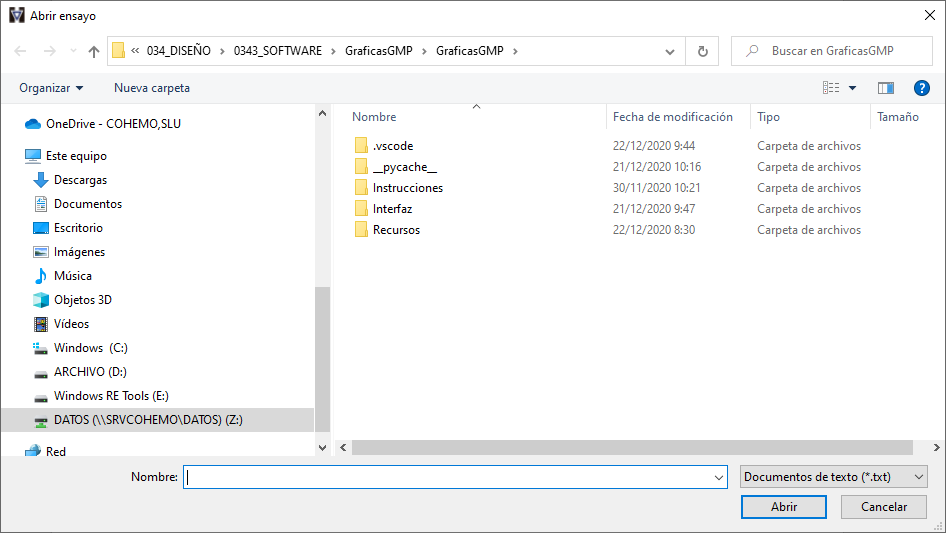 Abrir ensayo
« 034_DISEÑO > 0343_SOFTWARE > GraficasGMP > GraficasGMP >
Buscar en GraficasGMP
Organizar
Nueva carpeta
OneDrive - COHEMO,SLU
Este equipo
Descargas
Documentos
Escritorio
Imágenes
Música
Objetos 3D
Vídeos
Windows (C:)
ARCHIVO (D:)
Windows RE Tools (E:)
DATOS (\\SRVCOHEMO\DATOS) (Z:)
Red
Nombre Fecha de modificación Tipo Tamaño
.vscode 22/12/2020 9:44 Carpeta de archivos
__pycache__ 21/12/2020 10:16 Carpeta de archivos
Instrucciones 30/11/2020 10:21 Carpeta de archivos
Interfaz 21/12/2020 9:47 Carpeta de archivos
Recursos 22/12/2020 8:30 Carpeta de archivos
Nombre:
Documentos de texto (*.txt)
Abrir
Cancelar